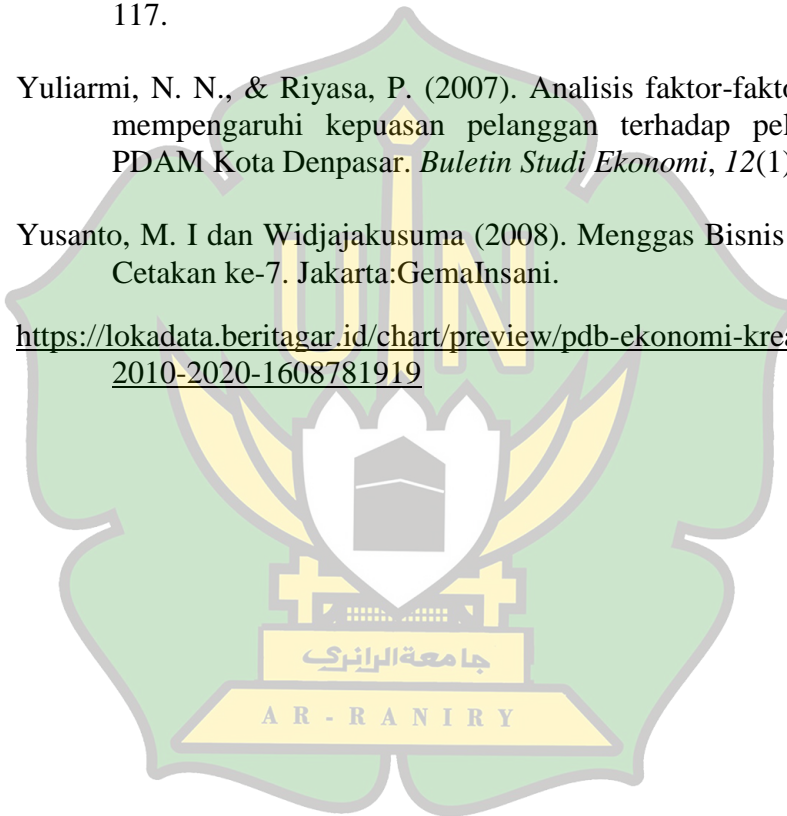 117.
Yuliarmi, N. N., & Riyasa, P. (2007). Analisis faktor-fakto
mempengaruhi kepuasan pelanggan terhadap pel
PDAM Kota Denpasar. Buletin Studi Ekonomi, 12(1)
Yusanto, M. I dan Widjajakusuma (2008). Menggas Bisnis
Cetakan ke-7. Jakarta:GemaInsani.
https://lokadata.beritagar.id/chart/preview/pdb-ekonomi-krea
2010-2020-1608781919
UIN
جامعةالرانري
AR-RANIRY